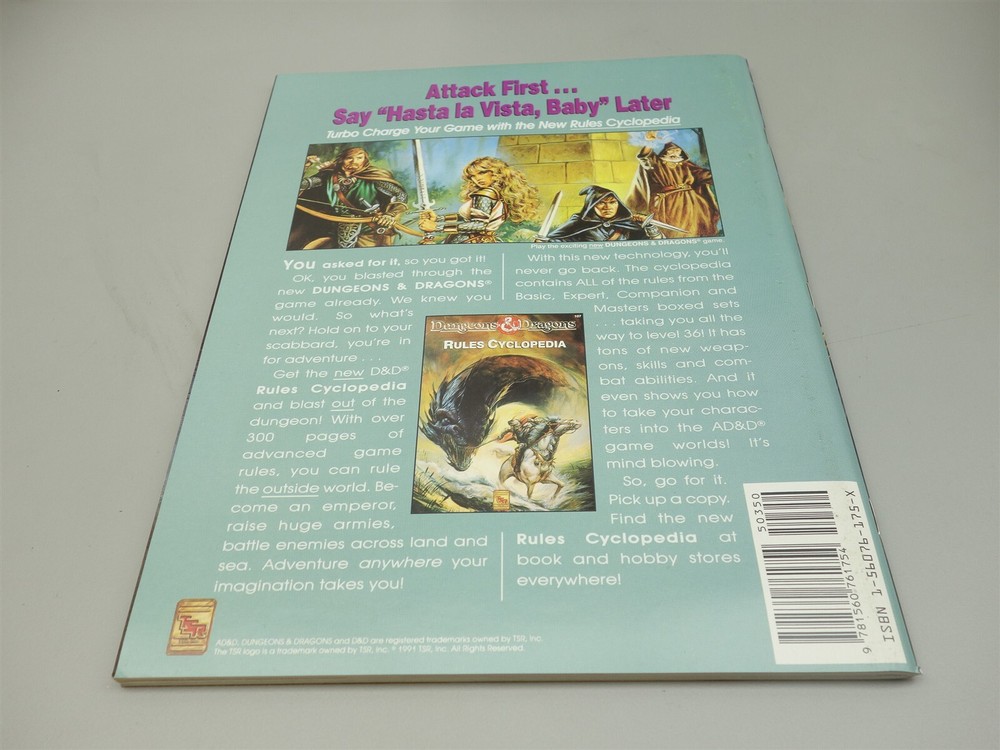 Attack First ...
Say "Hasta la Vista, Baby" Later
Turbo Charge Your Game with the New Rules Cyclopedia
Play the exciting new DUNGEONS & DRAGONS® game.
You asked for it, so you got it!
OK, you blasted through the
new DUNGEONS & DRAGONS®
game already. We knew you
would. So what's
next? Hold on to your
scabbard, you're in
for adventure . . .
Get the new D&D®
Rules Cyclopedia
and blast out of the
dungeon! With over
300 pages of
advanced game
rules, you can rule
the outside world. Be-
come an emperor,
raise huge armies,
battle enemies across land and
sea. Adventure anywhere your
imagination takes you!
With this new technology, you'll
never go back. The cyclopedia
contains ALL of the rules from the
Basic, Expert, Companion and
Masters boxed sets
. . . taking you all the
way to level 36! It has
tons of new weap-
ons, skills and com-
bat abilities. And it
even shows you how
to take your charac-
ters into the AD&D®
game worlds! It's
mind blowing.
So, go for it.
Pick up a copy.
Find the new
Rules Cyclopedia at
book and hobby stores
everywhere!
Dungeons & Dragons
RULES CYCLOPEDIA
TSR
AD&D, DUNGEONS & DRAGONS and D&D are registered trademarks owned by TSR, Inc.
The TSR logo is a trademark owned by TSR, Inc. © 1991 TSR, Inc. All Rights Reserved.
50350
9 781560 761754
ISBN 1-56076-175-X